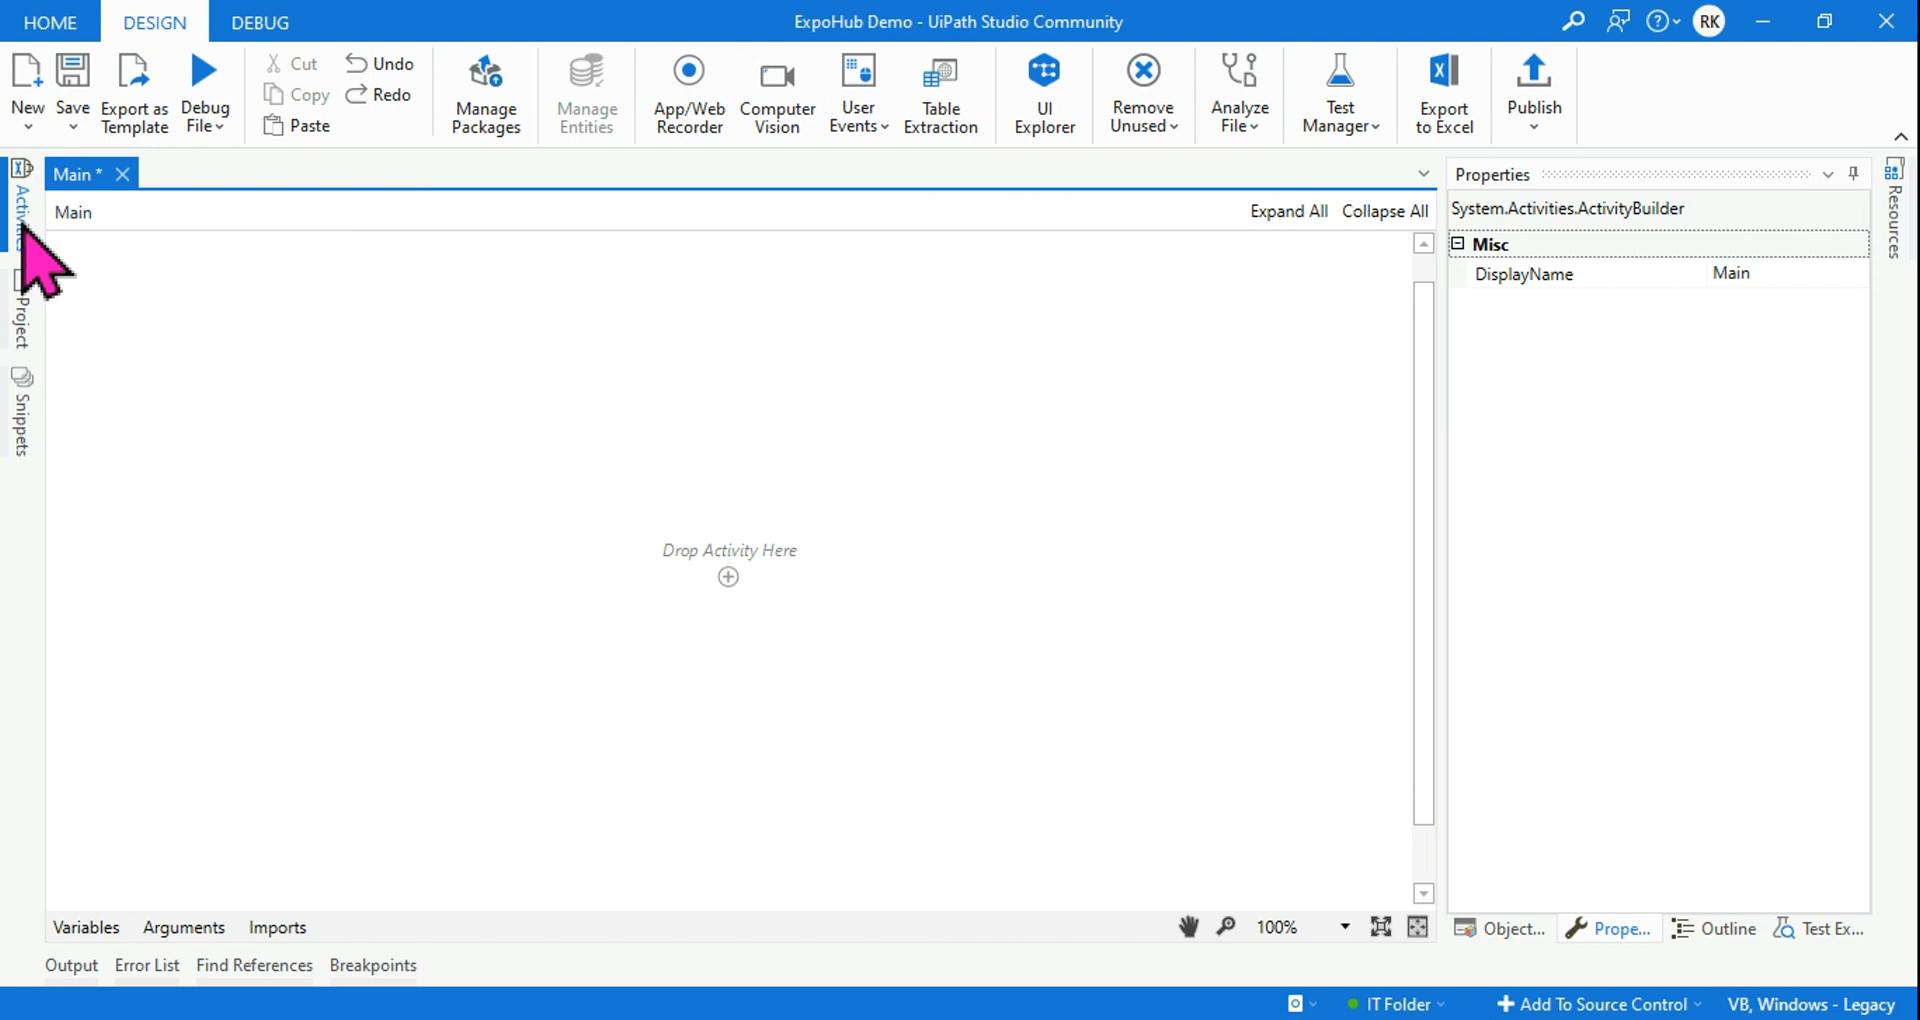 HOME DESIGN DEBUG ExpoHub Demo - UiPath Studio Community RK
New Save Export as Template Debug File
Cut Undo
Copy Redo
Paste
Manage Packages Manage Entities App/Web Recorder Computer Vision User Events Table Extraction UI Explorer Remove Unused Analyze File Test Manager Export to Excel Publish
Activities
Project
Snippets
Main *
Main Expand All Collapse All
Drop Activity Here
Properties
System.Activities.ActivityBuilder
Misc
DisplayName Main
Resources
Variables Arguments Imports 100%
Object... Prope... Outline Test Ex...
Output Error List Find References Breakpoints
IT Folder Add To Source Control VB, Windows - Legacy